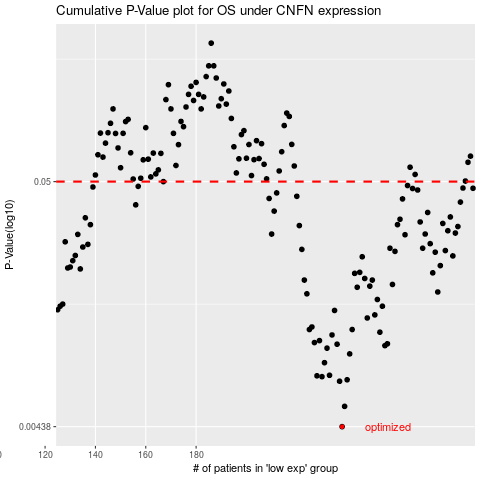 Cumulative P-Value plot for OS under CNFN expression
P-Value(log10)
0.05
0.00438
optimized
0 120 140 160 180
# of patients in 'low exp' group